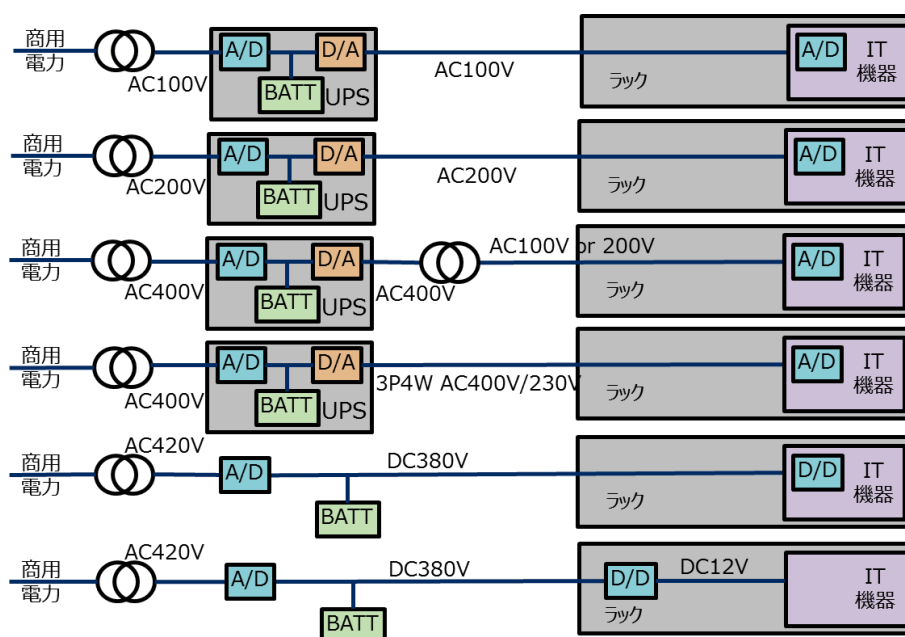 商用
電力
AC100V
A/D
D/A
BATT
UPS
AC100V
ラック
A/D
IT
機器
商用
電力
AC200V
A/D
D/A
BATT
UPS
AC200V
ラック
A/D
IT
機器
商用
電力
AC400V
A/D
D/A
BATT
UPS
AC400V
AC100V or 200V
ラック
A/D
IT
機器
商用
電力
AC400V
A/D
D/A
BATT
UPS
3P4W AC400V/230V
ラック
A/D
IT
機器
商用
電力
AC420V
A/D
BATT
DC380V
ラック
D/D
IT
機器
商用
電力
AC420V
A/D
BATT
DC380V
D/D
ラック
DC12V
IT
機器